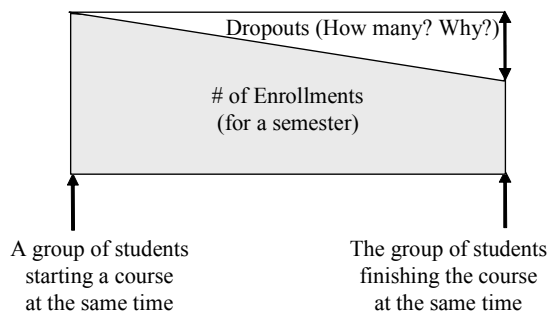 Dropouts (How many? Why?)
# of Enrollments
(for a semester)
A group of students
starting a course
at the same time
The group of students
finishing the course
at the same time